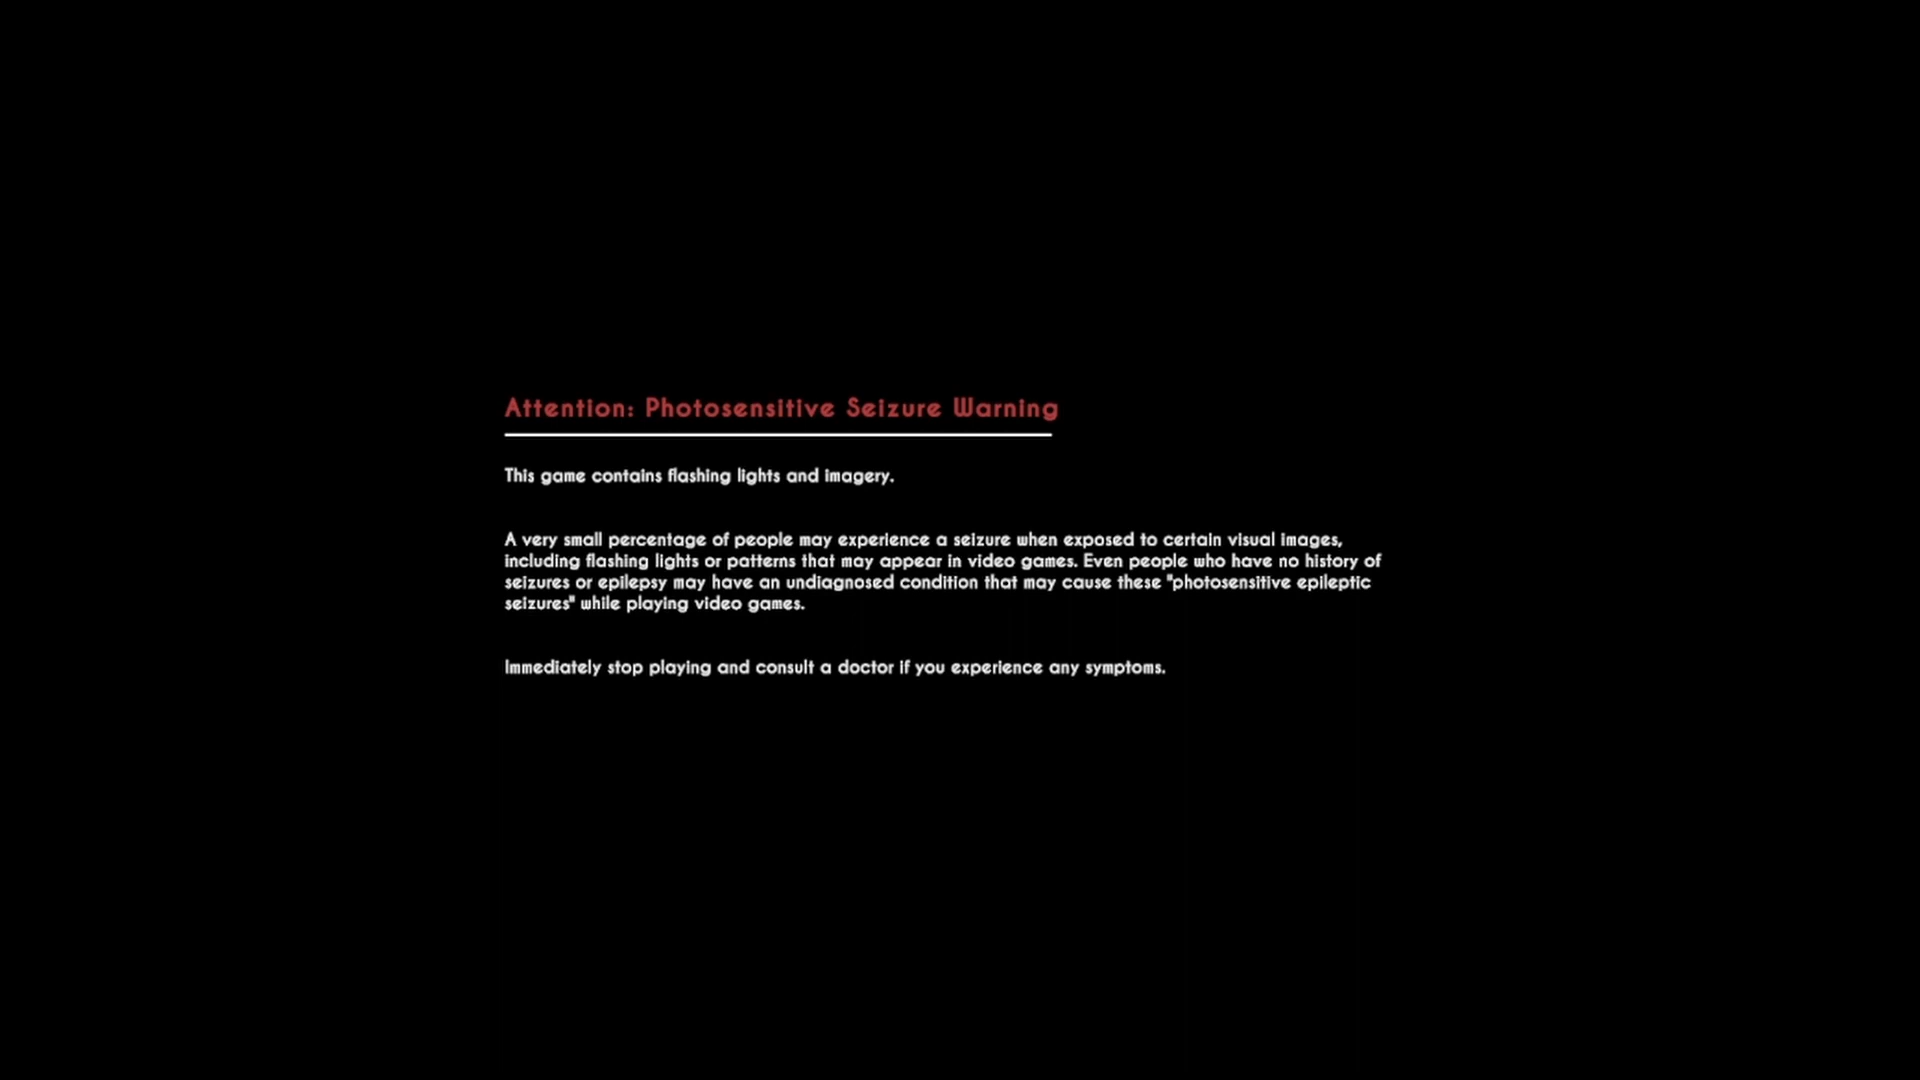 Attention: Photosensitive Seizure Warning
This game contains flashing lights and imagery.
A very small percentage of people may experience a seizure when exposed to certain visual images,
including flashing lights or patterns that may appear in video games. Even people who have no history of
seizures or epilepsy may have an undiagnosed condition that may cause these "photosensitive epileptic
seizures" while playing video games.
Immediately stop playing and consult a doctor if you experience any symptoms.